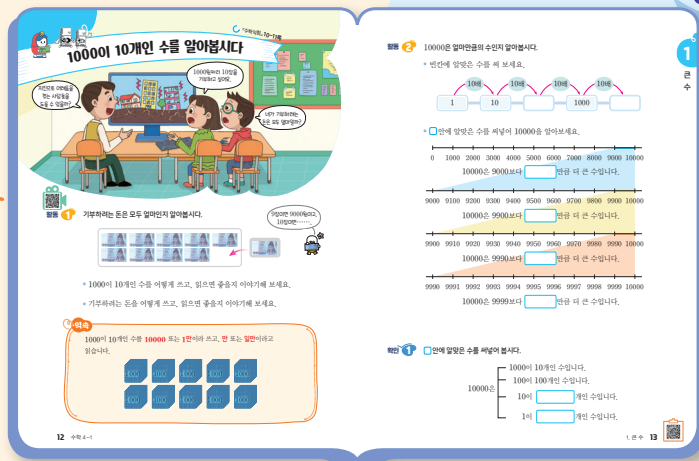 「수학익힘」 10~11쪽
1000이 10개인 수를 알아봅시다
지진으로 어려움을
겪는 사람들을
도울 수 있을까?
1000원짜리 10장을
기부하고 싶어요.
네가 기부하려는
돈은 모두 얼마일까?
활동 1 기부하려는 돈은 모두 얼마인지 알아봅시다.
9장이면 9000원이고,
10장이면……
• 1000이 10개인 수를 어떻게 쓰고, 읽으면 좋을지 이야기해 보세요.
• 기부하려는 돈을 어떻게 쓰고, 읽으면 좋을지 이야기해 보세요.
약속
1000이 10개인 수를 10000 또는 1만이라 쓰고, 만 또는 일만이라고
읽습니다.
1000 1000 1000 1000 1000
1000 1000 1000 1000 1000
12 수학 4-1
활동 2 10000은 얼마만큼의 수인지 알아봅시다.
• 빈칸에 알맞은 수를 써 보세요.
10배 10배 10배 10배
1 10 1000
• □ 안에 알맞은 수를 써넣어 10000을 알아보세요.
0 1000 2000 3000 4000 5000 6000 7000 8000 9000 10000
10000은 9000보다 □ 만큼 더 큰 수입니다.
9000 9100 9200 9300 9400 9500 9600 9700 9800 9900 10000
10000은 9900보다 □ 만큼 더 큰 수입니다.
9900 9910 9920 9930 9940 9950 9960 9970 9980 9990 10000
10000은 9990보다 □ 만큼 더 큰 수입니다.
9990 9991 9992 9993 9994 9995 9996 9997 9998 9999 10000
10000은 9999보다 □ 만큼 더 큰 수입니다.
확인 1 □ 안에 알맞은 수를 써넣어 봅시다.
10000은
1000이 10개인 수입니다.
100이 100개인 수입니다.
10이 □ 개인 수입니다.
1이 □ 개인 수입니다.
1
큰
수
1. 큰 수 13